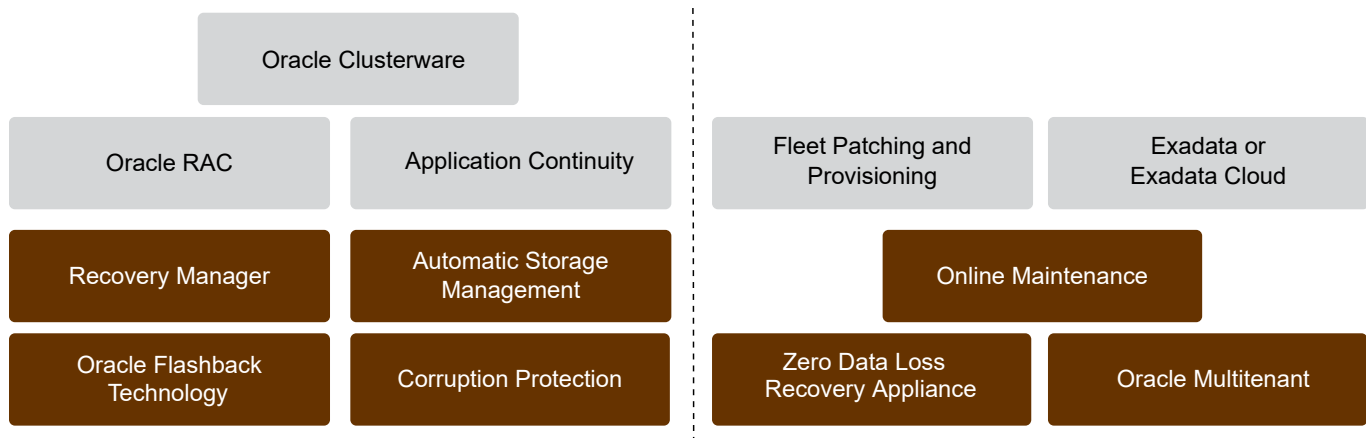 Oracle Clusterware
Oracle RAC
Application Continuity
Recovery Manager
Automatic Storage
Management
Oracle Flashback
Technology
Corruption Protection
Fleet Patching and
Provisioning
Exadata or
Exadata Cloud
Online Maintenance
Zero Data Loss
Recovery Appliance
Oracle Multitenant